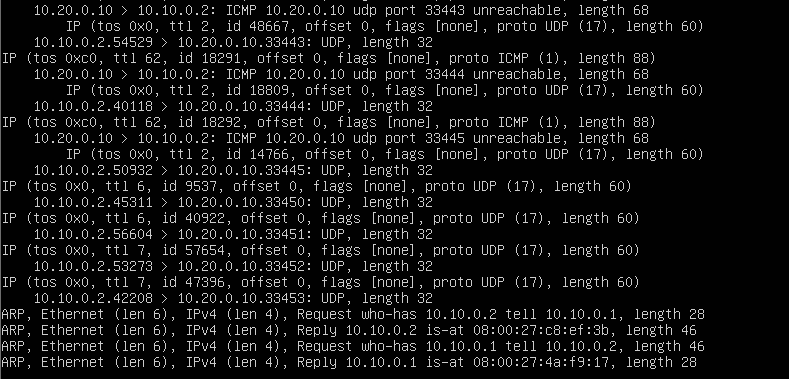 10.20.0.10 > 10.10.0.2: ICMP 10.20.0.10 udp port 33443 unreachable, length 68
IP (tos 0x0, ttl 2, id 48667, offset 0, flags [none], proto UDP (17), length 60)
10.10.0.2.54529 > 10.20.0.10.33443: UDP, length 32
IP (tos 0xc0, ttl 62, id 18291, offset 0, flags [none], proto ICMP (1), length 88)
10.20.0.10 > 10.10.0.2: ICMP 10.20.0.10 udp port 33444 unreachable, length 68
IP (tos 0x0, ttl 2, id 18809, offset 0, flags [none], proto UDP (17), length 60)
10.10.0.2.40118 > 10.20.0.10.33444: UDP, length 32
IP (tos 0xc0, ttl 62, id 18292, offset 0, flags [none], proto ICMP (1), length 88)
10.20.0.10 > 10.10.0.2: ICMP 10.20.0.10 udp port 33445 unreachable, length 68
IP (tos 0x0, ttl 2, id 14766, offset 0, flags [none], proto UDP (17), length 60)
10.10.0.2.50932 > 10.20.0.10.33445: UDP, length 32
IP (tos 0x0, ttl 6, id 9537, offset 0, flags [none], proto UDP (17), length 60)
10.10.0.2.45311 > 10.20.0.10.33450: UDP, length 32
IP (tos 0x0, ttl 6, id 40922, offset 0, flags [none], proto UDP (17), length 60)
10.10.0.2.56604 > 10.20.0.10.33451: UDP, length 32
IP (tos 0x0, ttl 7, id 57654, offset 0, flags [none], proto UDP (17), length 60)
10.10.0.2.53273 > 10.20.0.10.33452: UDP, length 32
IP (tos 0x0, ttl 7, id 47396, offset 0, flags [none], proto UDP (17), length 60)
10.10.0.2.42208 > 10.20.0.10.33453: UDP, length 32
ARP, Ethernet (len 6), IPv4 (len 4), Request who-has 10.10.0.2 tell 10.10.0.1, length 28
ARP, Ethernet (len 6), IPv4 (len 4), Reply 10.10.0.2 is-at 08:00:27:c8:ef:3b, length 46
ARP, Ethernet (len 6), IPv4 (len 4), Request who-has 10.10.0.1 tell 10.10.0.2, length 46
ARP, Ethernet (len 6), IPv4 (len 4), Reply 10.10.0.1 is-at 08:00:27:4a:f9:17, length 28